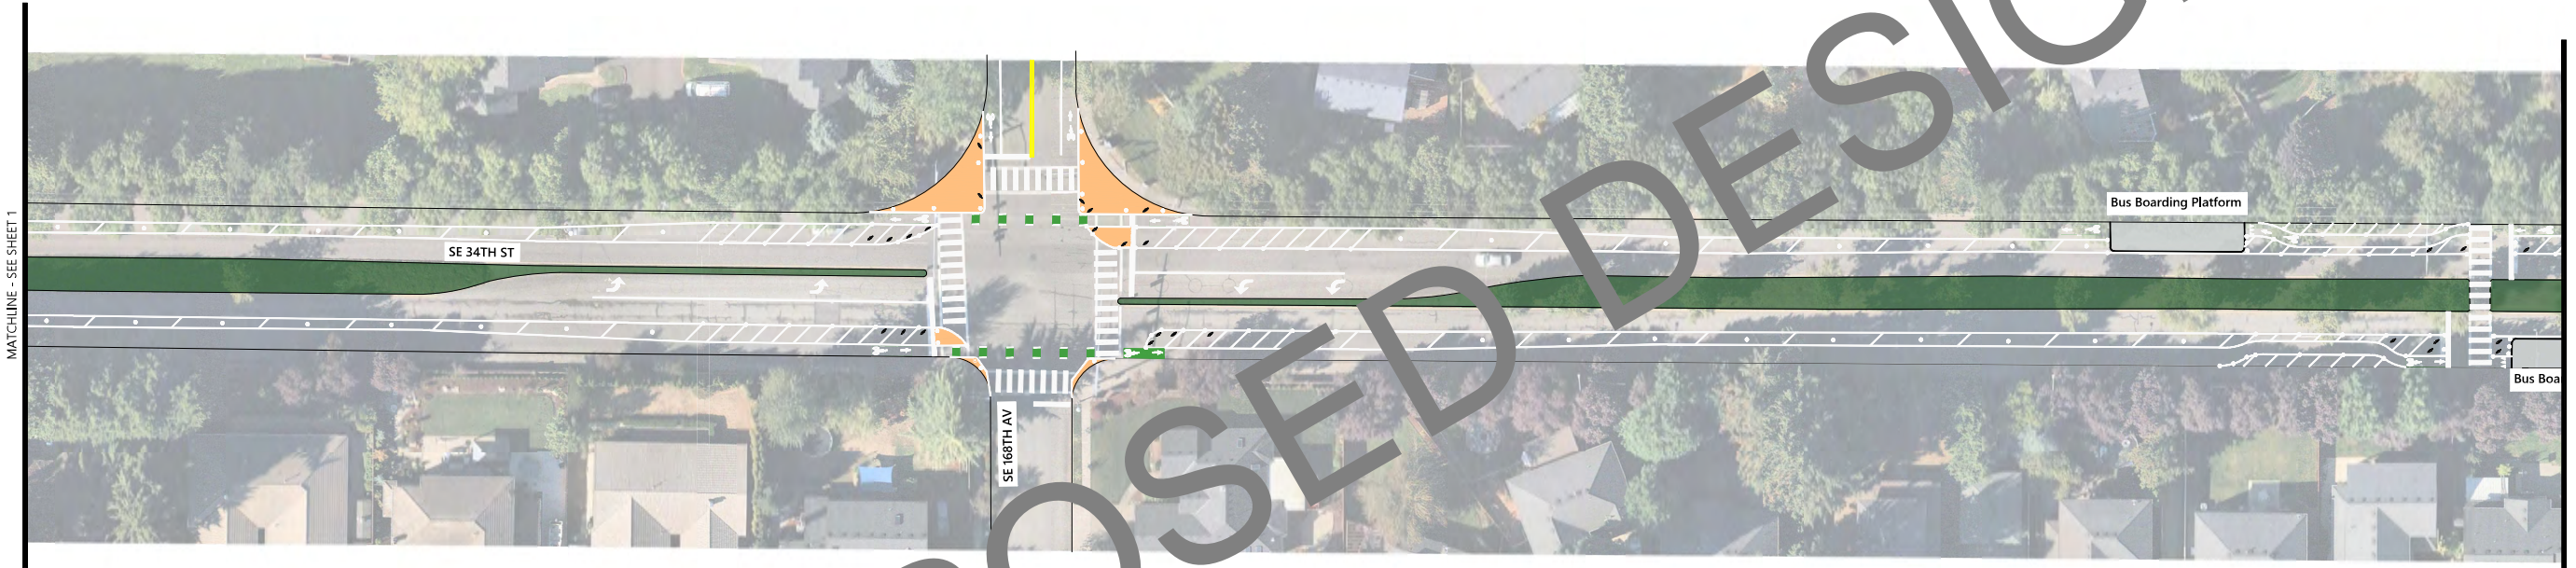 MATCHLINE - SEE SHEET 1
SE 34TH ST
Bus Boarding Platform
Bus Boa
SE 168TH AV
OSED DESIG